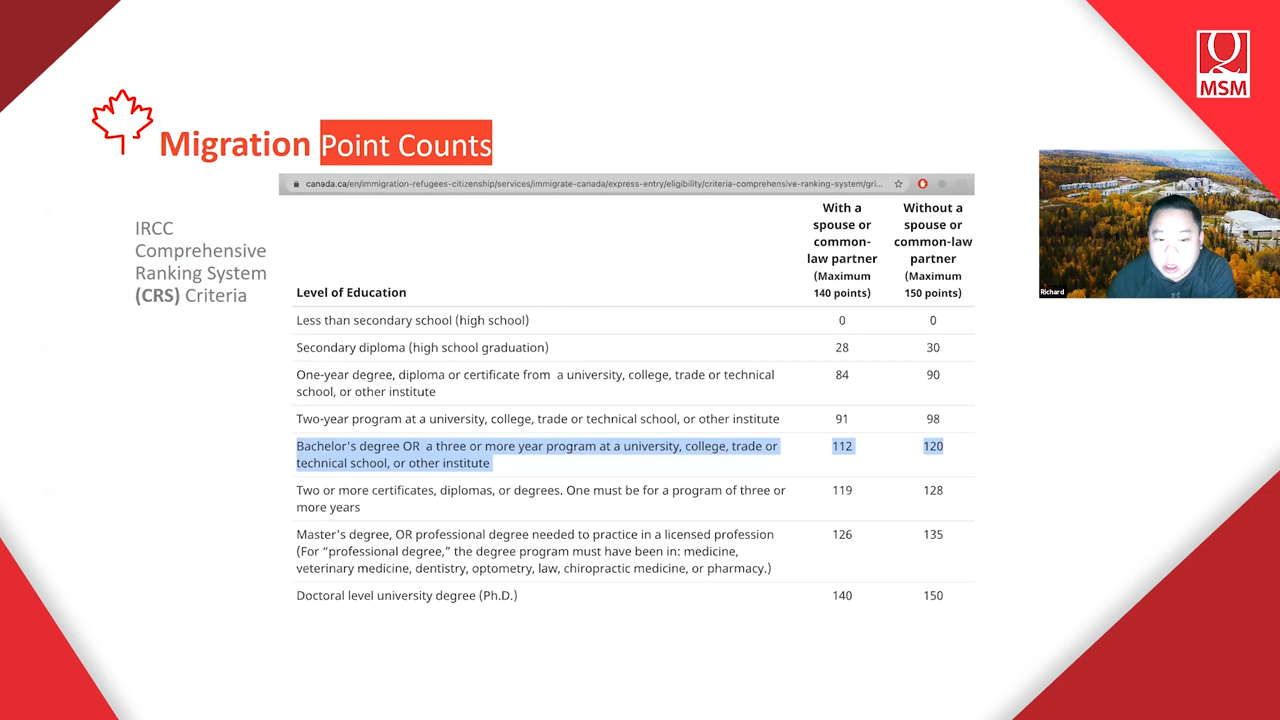 Q
MSM
Migration Point Counts
canada.ca/en/immigration-refugees-citizenship/services/immigrate-canada/express-entry/eligibility/criteria-comprehensive-ranking-system/gri...
IRCC
Comprehensive
Ranking System
(CRS) Criteria
With a
spouse or
common-
law partner
(Maximum
140 points)
Without a
spouse or
common-law
partner
(Maximum
150 points)
Level of Education
Less than secondary school (high school) 0 0
Secondary diploma (high school graduation) 28 30
One-year degree, diploma or certificate from a university, college, trade or technical 84 90
school, or other institute
Two-year program at a university, college, trade or technical school, or other institute 91 98
Bachelor's degree OR a three or more year program at a university, college, trade or 112 120
technical school, or other institute
Two or more certificates, diplomas, or degrees. One must be for a program of three or 119 128
more years
Master's degree, OR professional degree needed to practice in a licensed profession 126 135
(For “professional degree,” the degree program must have been in: medicine,
veterinary medicine, dentistry, optometry, law, chiropractic medicine, or pharmacy.)
Doctoral level university degree (Ph.D.) 140 150
Richard